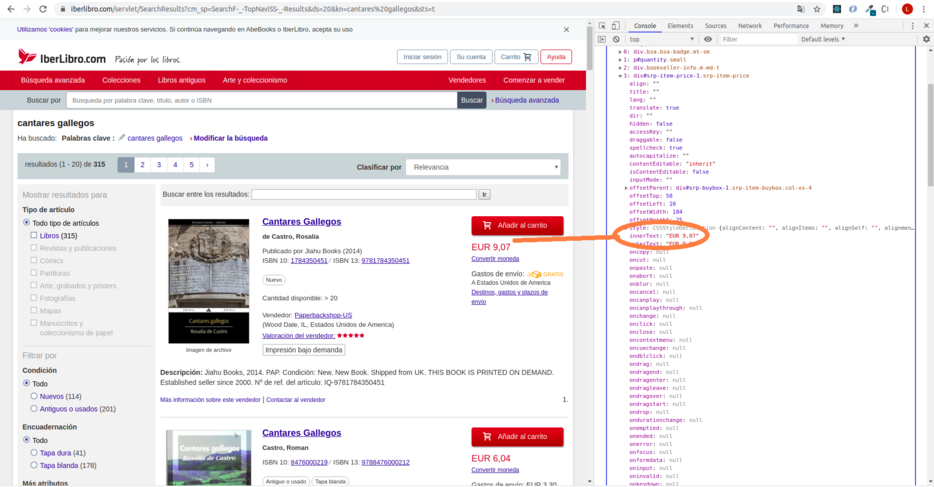 iberlibro.com/servlet/SearchResults?cm_sp=SearchF-_-TopNavISS-_-Results&ds=20&kn=cantares%20gallegos&sts=t
Utilizamos 'cookies' para mejorar nuestros servicios. Si continúa navegando en AbeBooks o Iberlibro, acepta su uso
IberLibro.com Pasión por los libros.
Iniciar sesión
Su cuenta
Carrito
Ayuda
Búsqueda avanzada
Colecciones
Libros antiguos
Arte y coleccionismo
Vendedores
Comenzar a vender
Buscar por
Búsqueda por palabra clave, título, autor o ISBN
Buscar
› Búsqueda avanzada
cantares gallegos
Ha buscado: Palabras clave : cantares gallegos › Modificar la búsqueda
resultados (1 - 20) de 315
1 2 3 4 5 ›
Clasificar por
Relevancia
Mostrar resultados para
Tipo de artículo
Todo tipo de artículos
Libros (315)
Revistas y publicaciones
Cómics
Partituras
Arte, grabados y pósters
Fotografías
Mapas
Manuscritos y
coleccionismo de papel
Filtrar por
Condición
Todo
Nuevos (114)
Antiguos o usados (201)
Encuadernación
Todo
Tapa dura (41)
Tapa blanda (178)
Más atributos
Buscar entre los resultados:
Ir
Cantares gallegos
Rosalía de Castro
Imagen de archivo
Cantares Gallegos
de Castro, Rosalia
Publicado por Jiahu Books (2014)
ISBN 10: 1784350451 / ISBN 13: 9781784350451
Nuevo
Cantidad disponible: > 20
Vendedor: Paperbackshop-US
(Wood Dale, IL, Estados Unidos de America)
Valoración del vendedor: ★★★★★
Impresión bajo demanda
Añadir al carrito
EUR 9,07
Convertir moneda
Gastos de envío: GRATIS
A Estados Unidos de America
Destinos, gastos y plazos de
envío
Descripción: Jiahu Books, 2014. PAP. Condición: New. New Book. Shipped from UK. THIS BOOK IS PRINTED ON DEMAND.
Established seller since 2000. Nº de ref. del artículo: IQ-9781784350451
Más información sobre este vendedor | Contactar al vendedor
1.
Cantares gallegos
Rosalía de Castro
Cantares Gallegos
Castro, Roman
ISBN 10: 8476000219 / ISBN 13: 9788476000212
Antiguo o usado
Tapa blanda
Añadir al carrito
EUR 6,04
Convertir moneda
Gastos de envío: EUR 3,30
Console
Elements
Sources
Network
Performance
Memory
»
top
Filter
Default levels ▼
▸ 0: div.bsa.bsa-badge.mt-sm
▸ 1: p#quantity.small
▸ 2: div.bookseller-info.m-md-t
▾ 3: div#srp-item-price-1.srp-item-price
align: ""
title: ""
lang: ""
translate: true
dir: ""
hidden: false
accessKey: ""
draggable: false
spellcheck: true
autocapitalize: ""
contentEditable: "inherit"
isContentEditable: false
inputMode: ""
▸ offsetParent: div#srp-buybox-1.srp-item-buybox.col-xs-4
offsetTop: 50
offsetLeft: 10
offsetWidth: 184
offsetHeight: 25
▸ style: CSSStyleDeclaration {alignContent: "", alignItems: "", alignSelf: "", alignmen…
innerText: "EUR 9,07"
outerText: "EUR 9,07"
oncopy: null
oncut: null
onpaste: null
onabort: null
onblur: null
oncancel: null
oncanplay: null
oncanplaythrough: null
onchange: null
onclick: null
onclose: null
oncontextmenu: null
oncuechange: null
ondblclick: null
ondrag: null
ondragend: null
ondragenter: null
ondragleave: null
ondragover: null
ondragstart: null
ondrop: null
ondurationchange: null
onemptied: null
onended: null
onerror: null
onfocus: null
onformdata: null
oninput: null
oninvalid: null
onkeydown: null